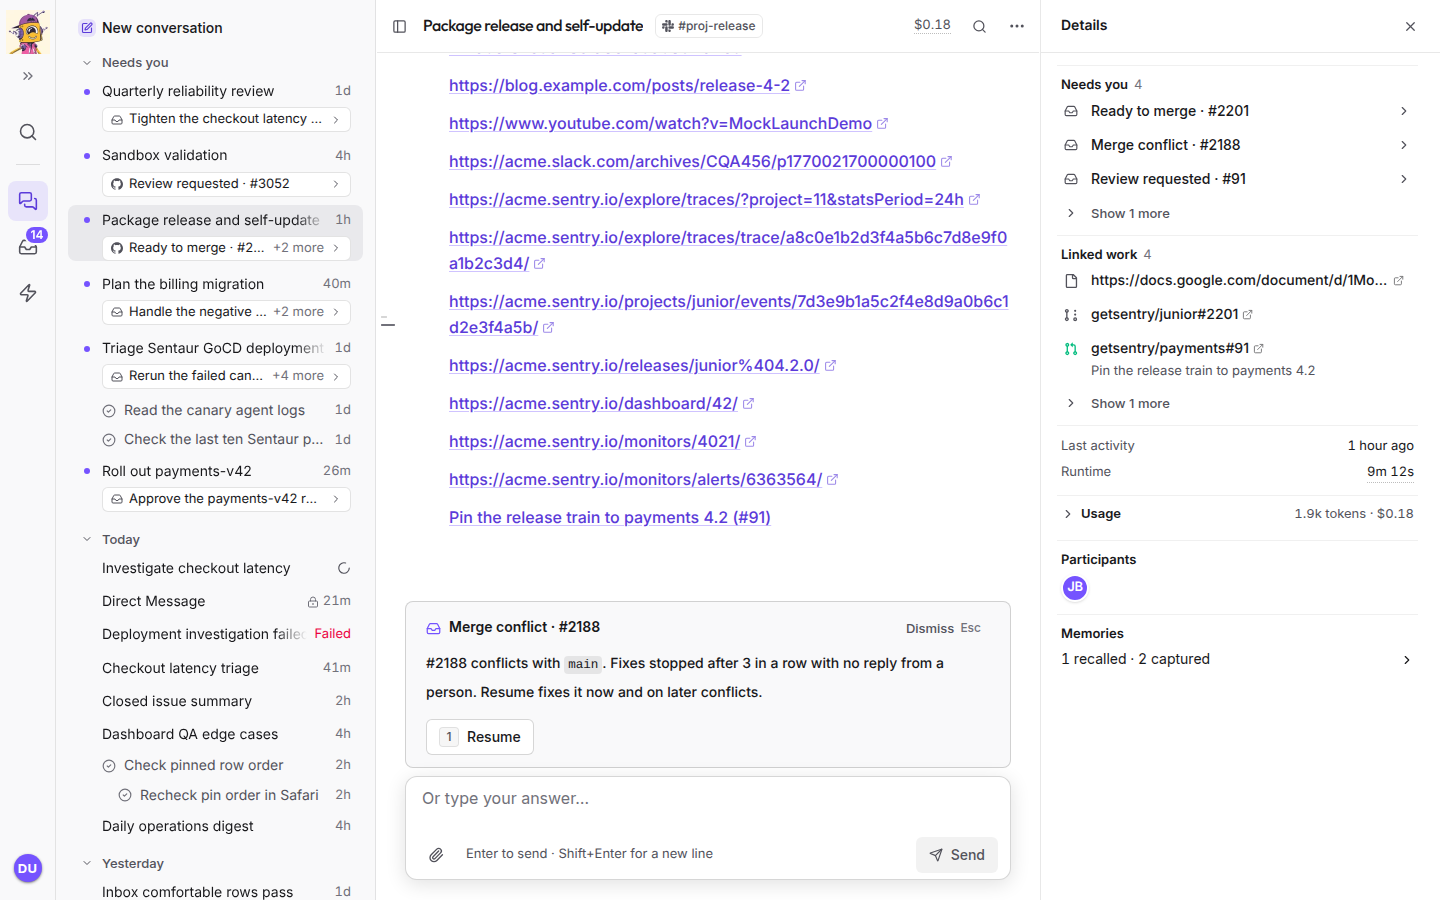 New conversation
Needs you
Quarterly reliability review 1d
Tighten the checkout latency ...
Sandbox validation 4h
Review requested · #3052
Package release and self-update 1h
Ready to merge · #2... +2 more
Plan the billing migration 40m
Handle the negative ... +2 more
Triage Sentaur GoCD deployment 1d
Rerun the failed can... +4 more
Read the canary agent logs 1d
Check the last ten Sentaur p... 1d
Roll out payments-v42 26m
Approve the payments-v42 r...
Today
Investigate checkout latency
Direct Message 21m
Deployment investigation failed Failed
Checkout latency triage 41m
Closed issue summary 2h
Dashboard QA edge cases 4h
Check pinned row order 2h
Recheck pin order in Safari 2h
Daily operations digest 4h
Yesterday
Inbox comfortable rows pass 1d
14
DU
Package release and self-update #proj-release $0.18
https://blog.example.com/posts/release-4-2
https://www.youtube.com/watch?v=MockLaunchDemo
https://acme.slack.com/archives/CQA456/p1770021700000100
https://acme.sentry.io/explore/traces/?project=11&statsPeriod=24h
https://acme.sentry.io/explore/traces/trace/a8c0e1b2d3f4a5b6c7d8e9f0
a1b2c3d4/
https://acme.sentry.io/projects/junior/events/7d3e9b1a5c2f4e8d9a0b6c1
d2e3f4a5b/
https://acme.sentry.io/releases/junior%404.2.0/
https://acme.sentry.io/dashboard/42/
https://acme.sentry.io/monitors/4021/
https://acme.sentry.io/monitors/alerts/6363564/
Pin the release train to payments 4.2 (#91)
Merge conflict · #2188 Dismiss Esc
#2188 conflicts with main. Fixes stopped after 3 in a row with no reply from a
person. Resume fixes it now and on later conflicts.
1 Resume
Or type your answer...
Enter to send · Shift+Enter for a new line Send
Details
Needs you 4
Ready to merge · #2201
Merge conflict · #2188
Review requested · #91
Show 1 more
Linked work 4
https://docs.google.com/document/d/1Mo...
getsentry/junior#2201
getsentry/payments#91
Pin the release train to payments 4.2
Show 1 more
Last activity 1 hour ago
Runtime 9m 12s
Usage 1.9k tokens · $0.18
Participants
JB
Memories
1 recalled · 2 captured